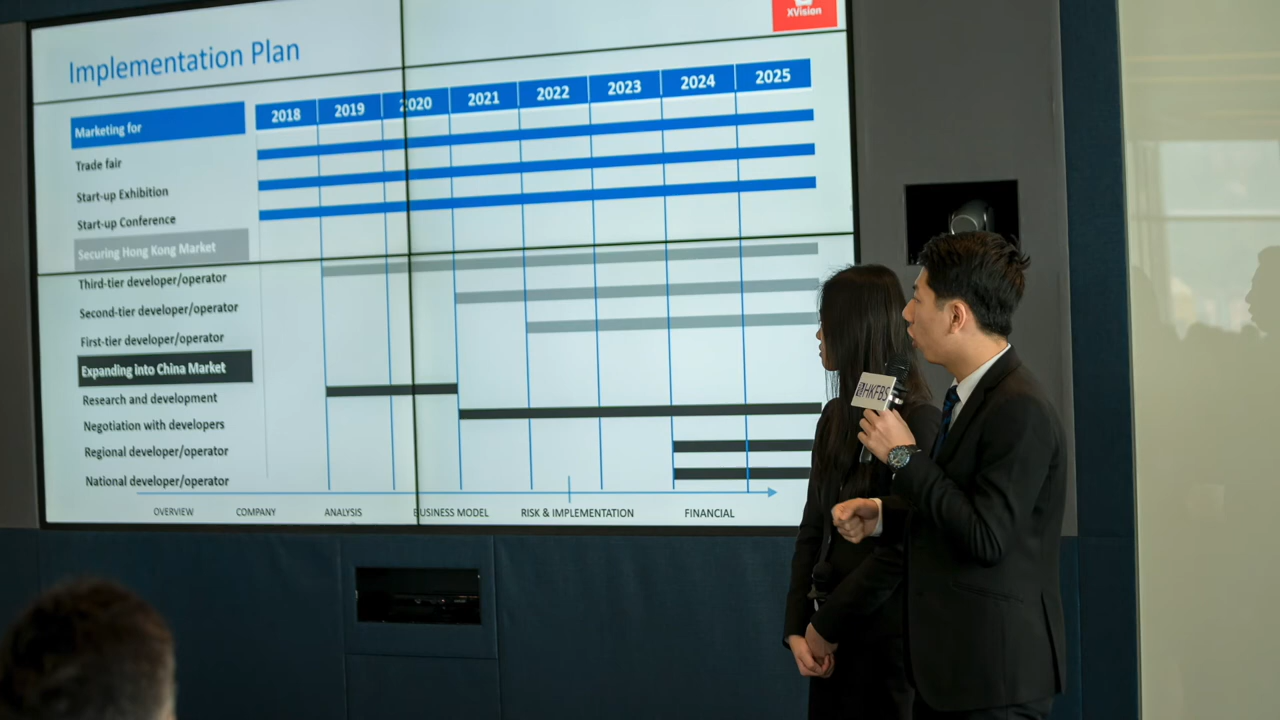 XVision
Implementation Plan
2018 2019 2020 2021 2022 2023 2024 2025
Marketing for
Trade fair
Start-up Exhibition
Start-up Conference
Securing Hong Kong Market
Third-tier developer/operator
Second-tier developer/operator
First-tier developer/operator
Expanding into China Market
Research and development
Negotiation with developers
Regional developer/operator
National developer/operator
OVERVIEW COMPANY ANALYSIS BUSINESS MODEL RISK & IMPLEMENTATION FINANCIAL
HKFBS